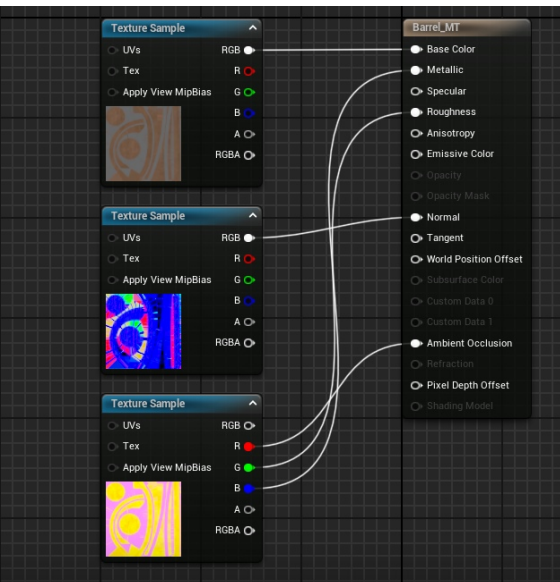 Texture Sample
UVs
RGB
Tex
R
Apply View MipBias
G
B
A
RGBA
Texture Sample
UVs
RGB
Tex
R
Apply View MipBias
G
B
A
RGBA
Texture Sample
UVs
RGB
Tex
R
Apply View MipBias
G
B
A
RGBA
Barrel_MT
Base Color
Metallic
Specular
Roughness
Anisotropy
Emissive Color
Opacity
Opacity Mask
Normal
Tangent
World Position Offset
Subsurface Color
Custom Data 0
Custom Data 1
Ambient Occlusion
Refraction
Pixel Depth Offset
Shading Model